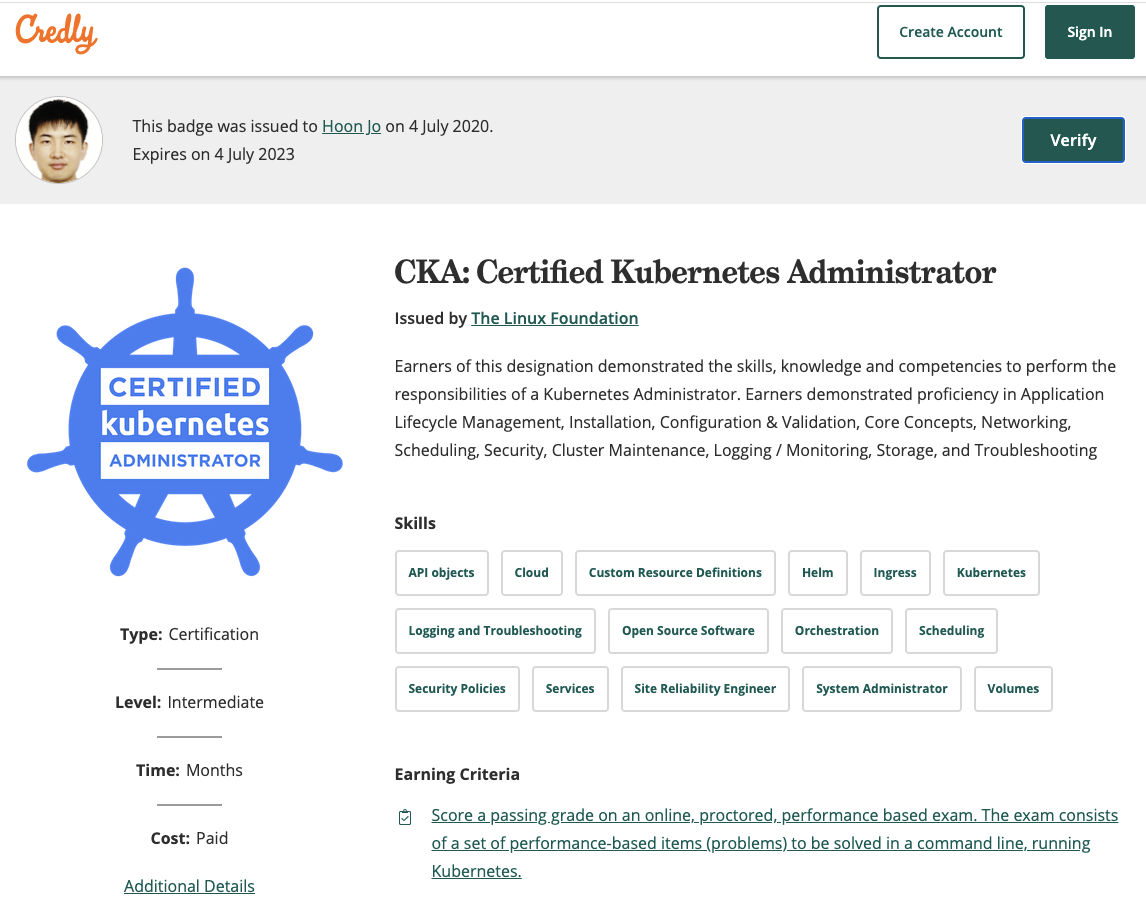 Credly
Create Account
Sign In
This badge was issued to Hoon Jo on 4 July 2020.
Expires on 4 July 2023
Verify
CERTIFIED
kubernetes
ADMINISTRATOR
Type: Certification
Level: Intermediate
Time: Months
Cost: Paid
Additional Details
CKA: Certified Kubernetes Administrator
Issued by The Linux Foundation
Earners of this designation demonstrated the skills, knowledge and competencies to perform the
responsibilities of a Kubernetes Administrator. Earners demonstrated proficiency in Application
Lifecycle Management, Installation, Configuration & Validation, Core Concepts, Networking,
Scheduling, Security, Cluster Maintenance, Logging / Monitoring, Storage, and Troubleshooting
Skills
API objects Cloud Custom Resource Definitions Helm Ingress Kubernetes
Logging and Troubleshooting Open Source Software Orchestration Scheduling
Security Policies Services Site Reliability Engineer System Administrator Volumes
Earning Criteria
Score a passing grade on an online, proctored, performance based exam. The exam consists
of a set of performance-based items (problems) to be solved in a command line, running
Kubernetes.